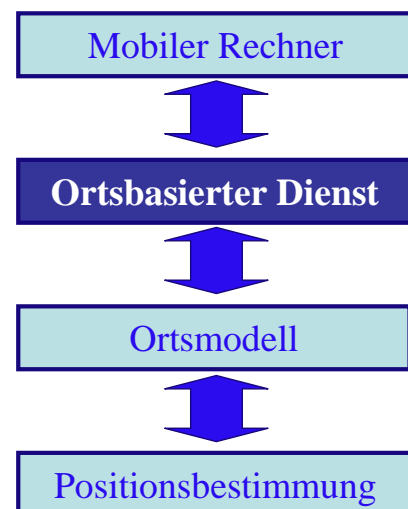 Mobiler Rechner
Ortsbasierter Dienst
Ortsmodell
Positionsbestimmung